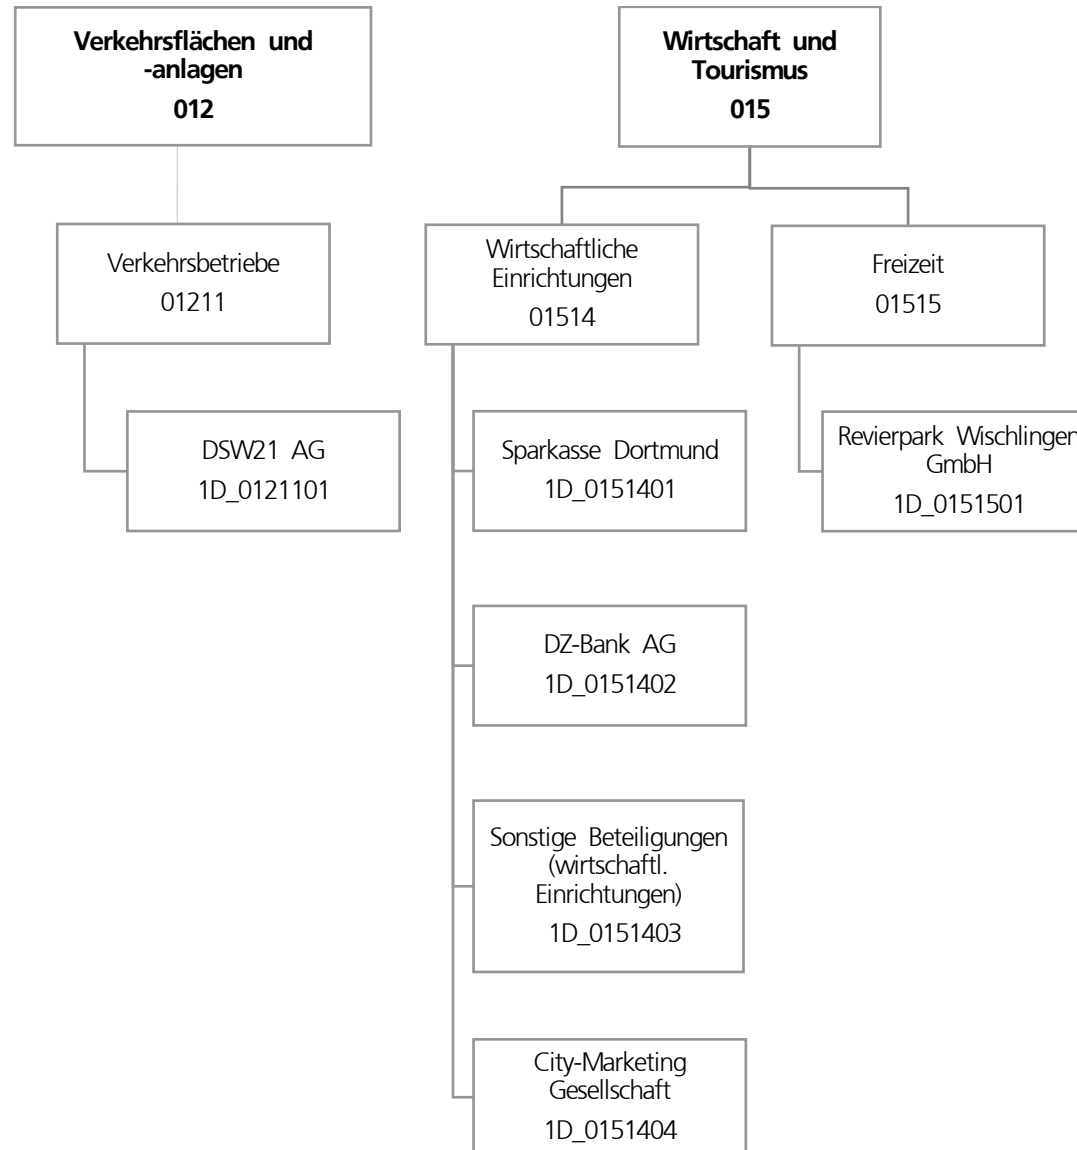 Verkehrsflächen und
-anlagen
012
Verkehrsbetriebe
01211
DSW21 AG
1D_0121101
Wirtschaft und
Tourismus
015
Wirtschaftliche
Einrichtungen
01514
Sparkasse Dortmund
1D_0151401
DZ-Bank AG
1D_0151402
Sonstige Beteiligungen
(wirtschaftl.
Einrichtungen)
1D_0151403
City-Marketing
Gesellschaft
1D_0151404
Freizeit
01515
Revierpark Wischlingen
GmbH
1D_0151501